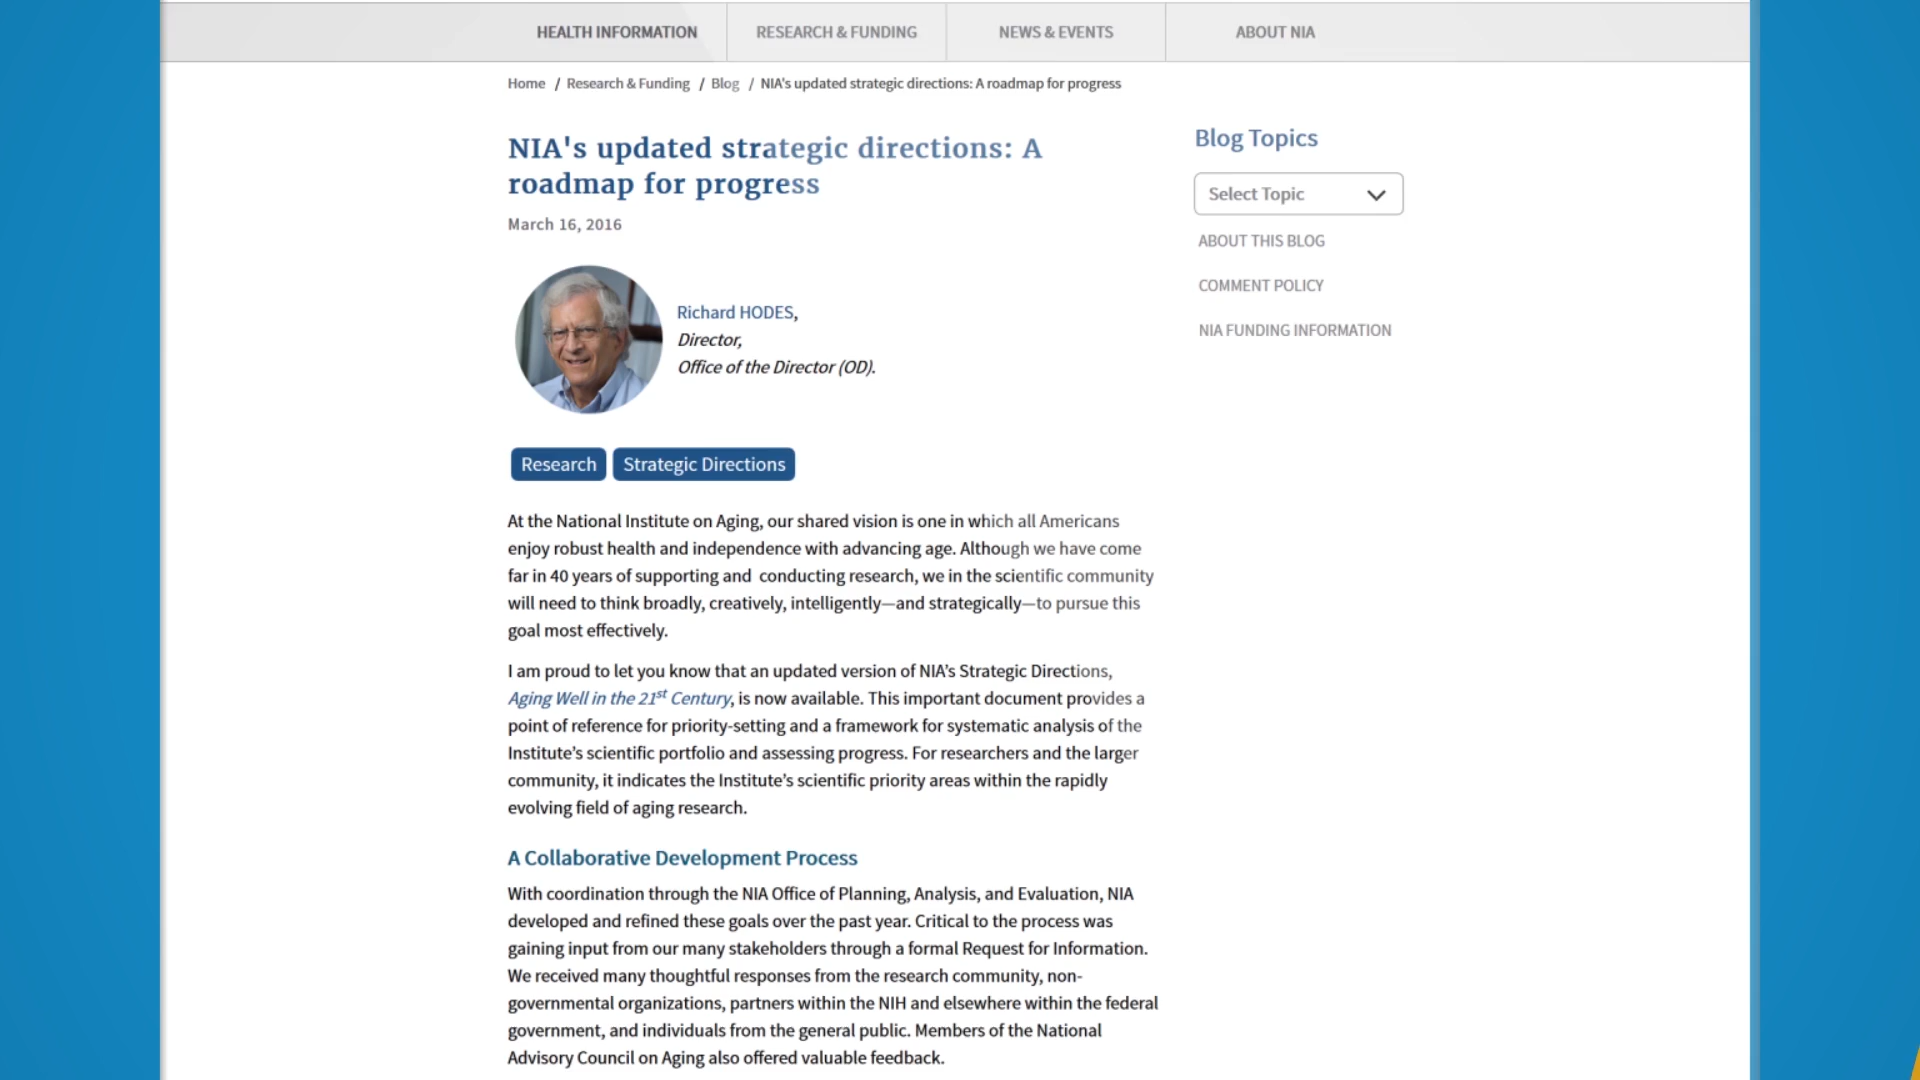 HEALTH INFORMATION
RESEARCH & FUNDING
NEWS & EVENTS
ABOUT NIA
Home / Research & Funding / Blog / NIA's updated strategic directions: A roadmap for progress
NIA's updated strategic directions: A
roadmap for progress
March 16, 2016
Richard HODES,
Director,
Office of the Director (OD).
Research
Strategic Directions
At the National Institute on Aging, our shared vision is one in which all Americans
enjoy robust health and independence with advancing age. Although we have come
far in 40 years of supporting and conducting research, we in the scientific community
will need to think broadly, creatively, intelligently—and strategically—to pursue this
goal most effectively.
I am proud to let you know that an updated version of NIA's Strategic Directions,
Aging Well in the 21st Century, is now available. This important document provides a
point of reference for priority-setting and a framework for systematic analysis of the
Institute's scientific portfolio and assessing progress. For researchers and the larger
community, it indicates the Institute's scientific priority areas within the rapidly
evolving field of aging research.
A Collaborative Development Process
With coordination through the NIA Office of Planning, Analysis, and Evaluation, NIA
developed and refined these goals over the past year. Critical to the process was
gaining input from our many stakeholders through a formal Request for Information.
We received many thoughtful responses from the research community, non-
governmental organizations, partners within the NIH and elsewhere within the federal
government, and individuals from the general public. Members of the National
Advisory Council on Aging also offered valuable feedback.
Blog Topics
Select Topic
ABOUT THIS BLOG
COMMENT POLICY
NIA FUNDING INFORMATION